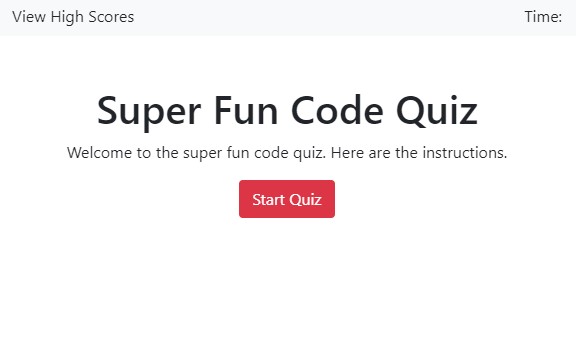 View High Scores
Time:
Super Fun Code Quiz
Welcome to the super fun code quiz. Here are the instructions.
Start Quiz